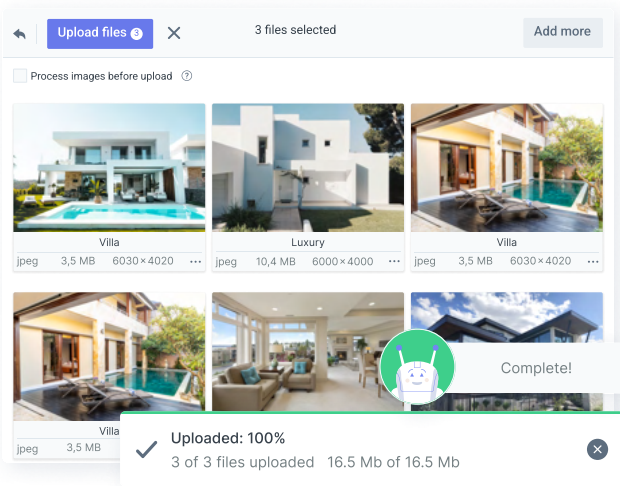 Upload files 3
3 files selected
Add more
Process images before upload ?
Villa
jpeg 3,5 MB 6030×4020 ...
Luxury
jpeg 10,4 MB 6000×4000 ...
Villa
jpeg 3,5 MB 6030×4020 ...
Complete!
Villa
jpeg 3,5 MB
Uploaded: 100%
3 of 3 files uploaded 16.5 Mb of 16.5 Mb